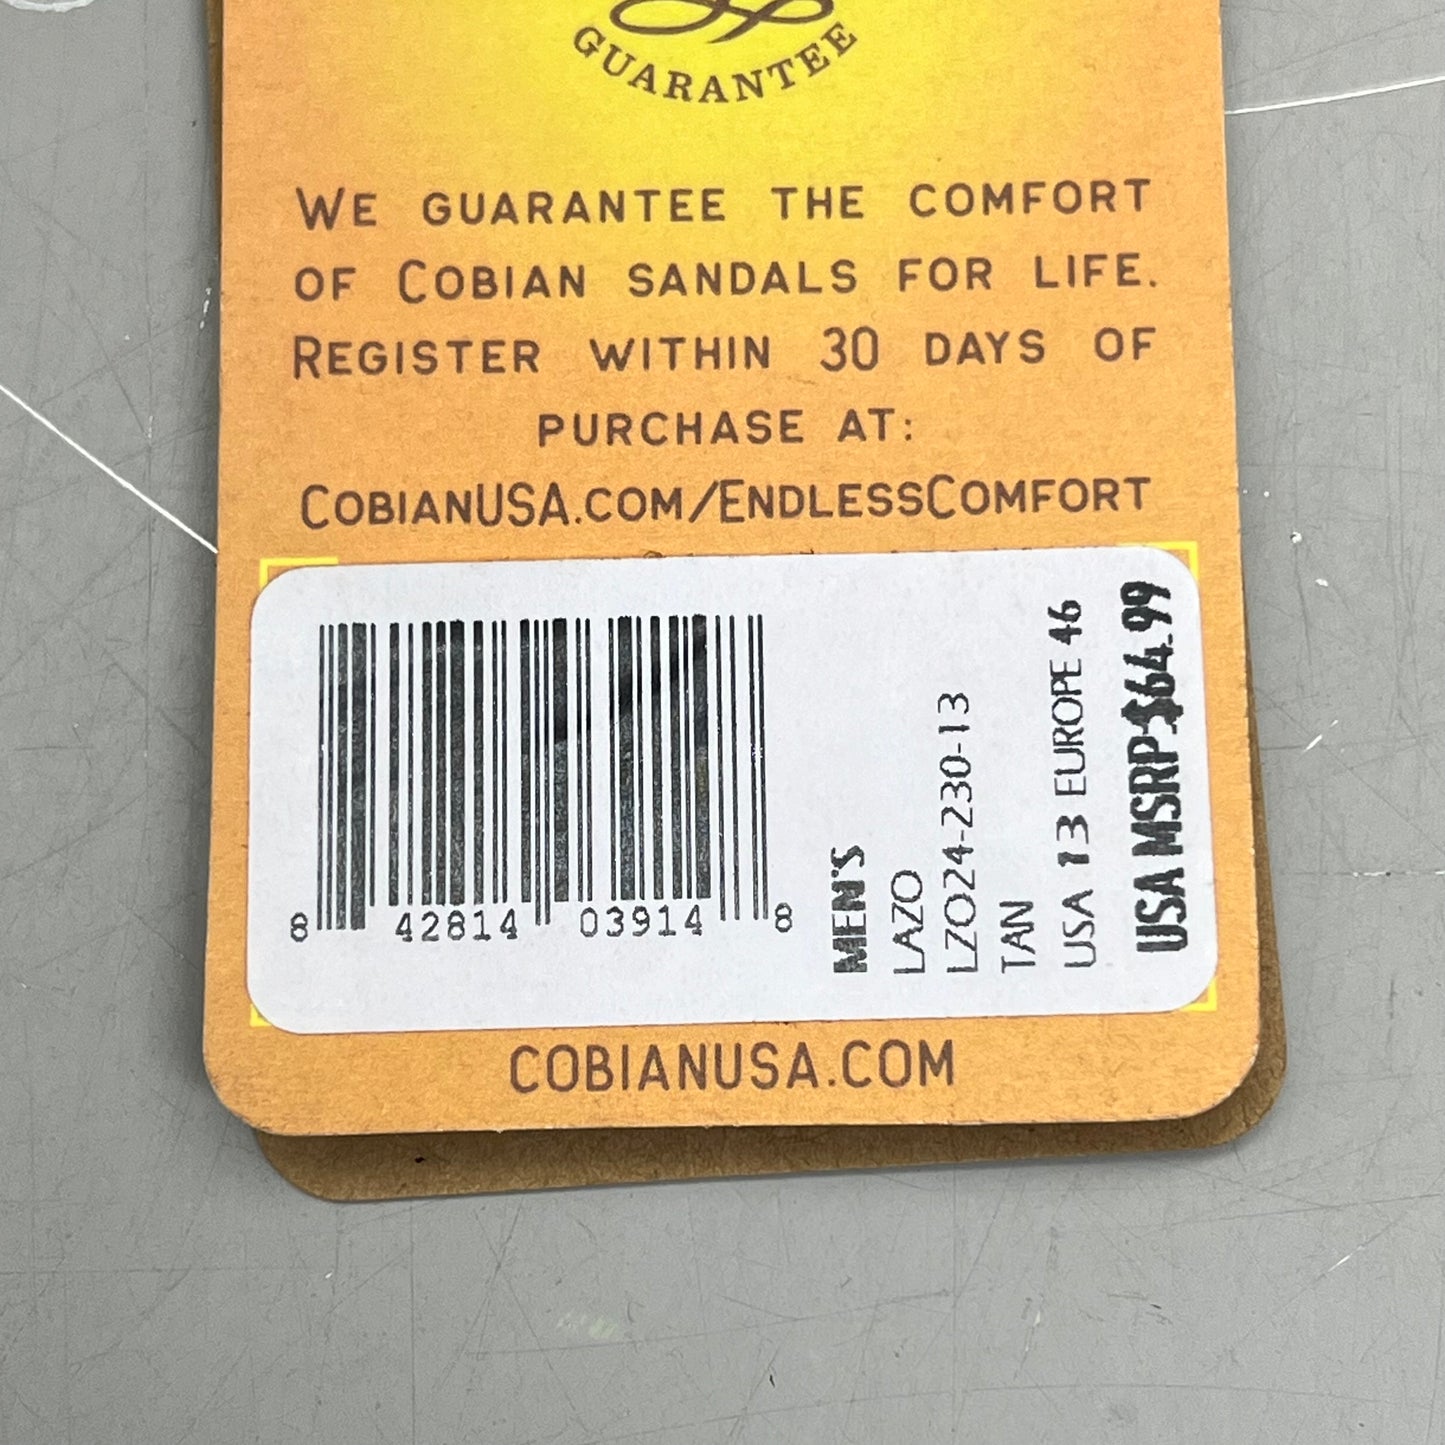 GUARANTEE
WE GUARANTEE THE COMFORT
OF COBIAN SANDALS FOR LIFE.
REGISTER WITHIN 30 DAYS OF
PURCHASE AT:
COBIANUSA.COM/ENDLESSCOMFORT
8 42814 03914 8
MEN'S
LAZO
LZO24-230-13
TAN
USA 13 EUROPE 46
USA MSRP:$64.99
COBIANUSA.COM